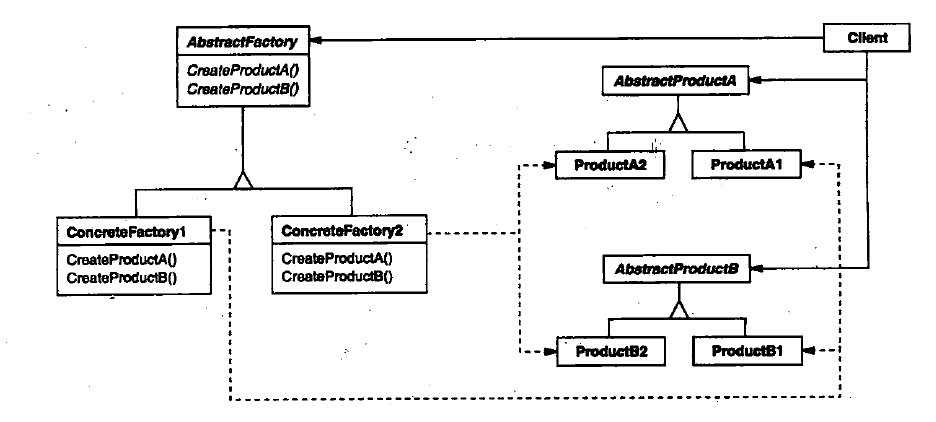 AbstractFactory
CreateProductA()
CreateProductB()
Client
AbstractProductA
ProductA2
ProductA1
ConcreteFactory1
CreateProductA()
CreateProductB()
ConcreteFactory2
CreateProductA()
CreateProductB()
AbstractProductB
ProductB2
ProductB1